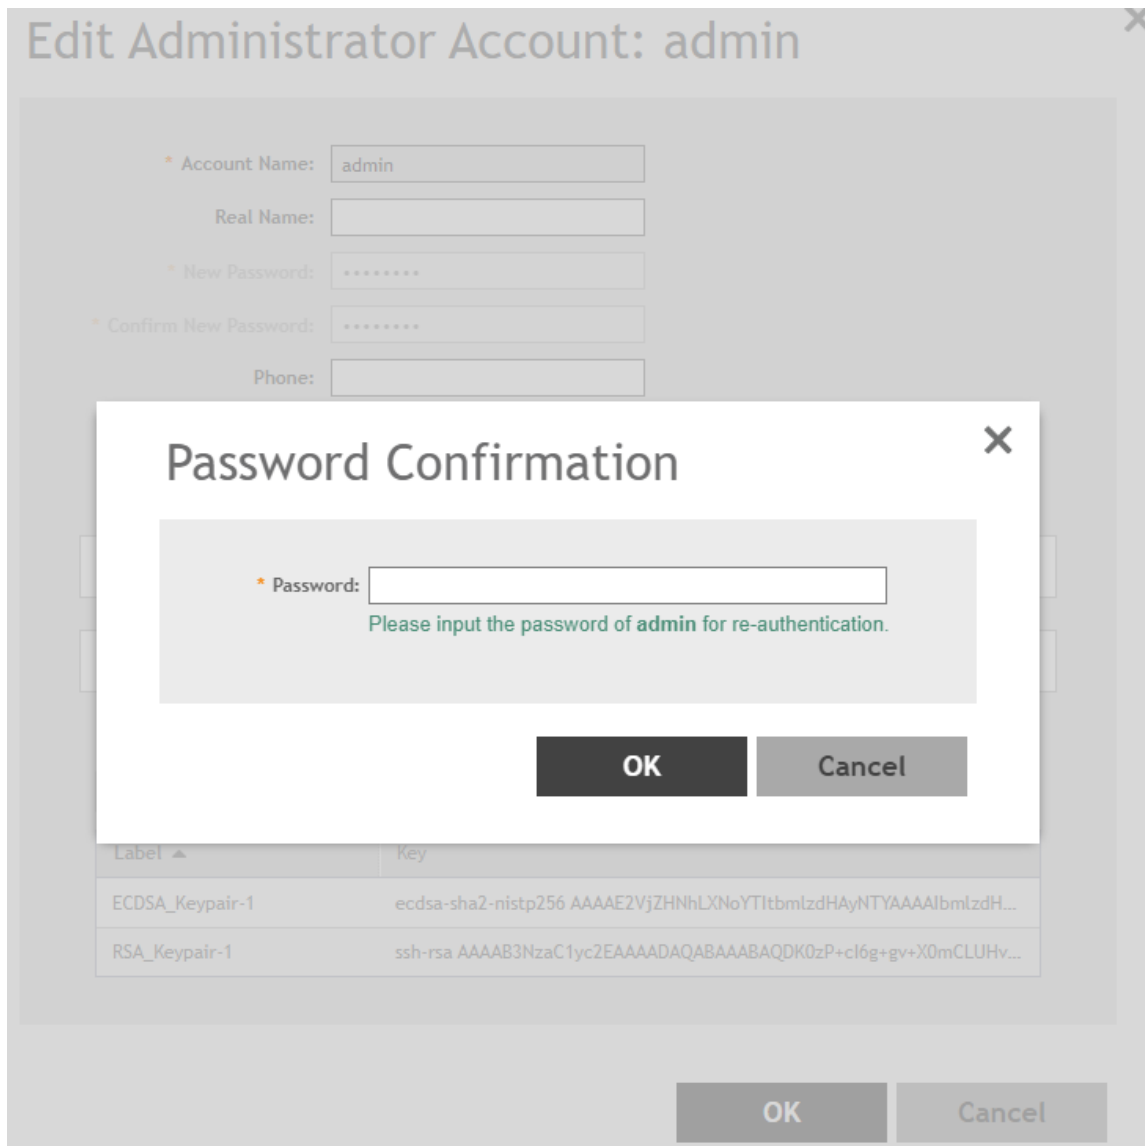 Edit Administrator Account: admin
* Account Name: admin
Real Name:
* New Password: ••••••••
* Confirm New Password: ••••••••
Phone:
Password Confirmation
* Password:
Please input the password of admin for re-authentication.
OK Cancel
Label ▲ Key
ECDSA_Keypair-1 ecdsa-sha2-nistp256 AAAAE2VjZHNhLXNoYTItbmlzdHAyNTYAAAAIbmlzdH...
RSA_Keypair-1 ssh-rsa AAAAB3NzaC1yc2EAAAADAQABAAABAQDK0zP+cI6g+gv+X0mCLUHv...
OK Cancel